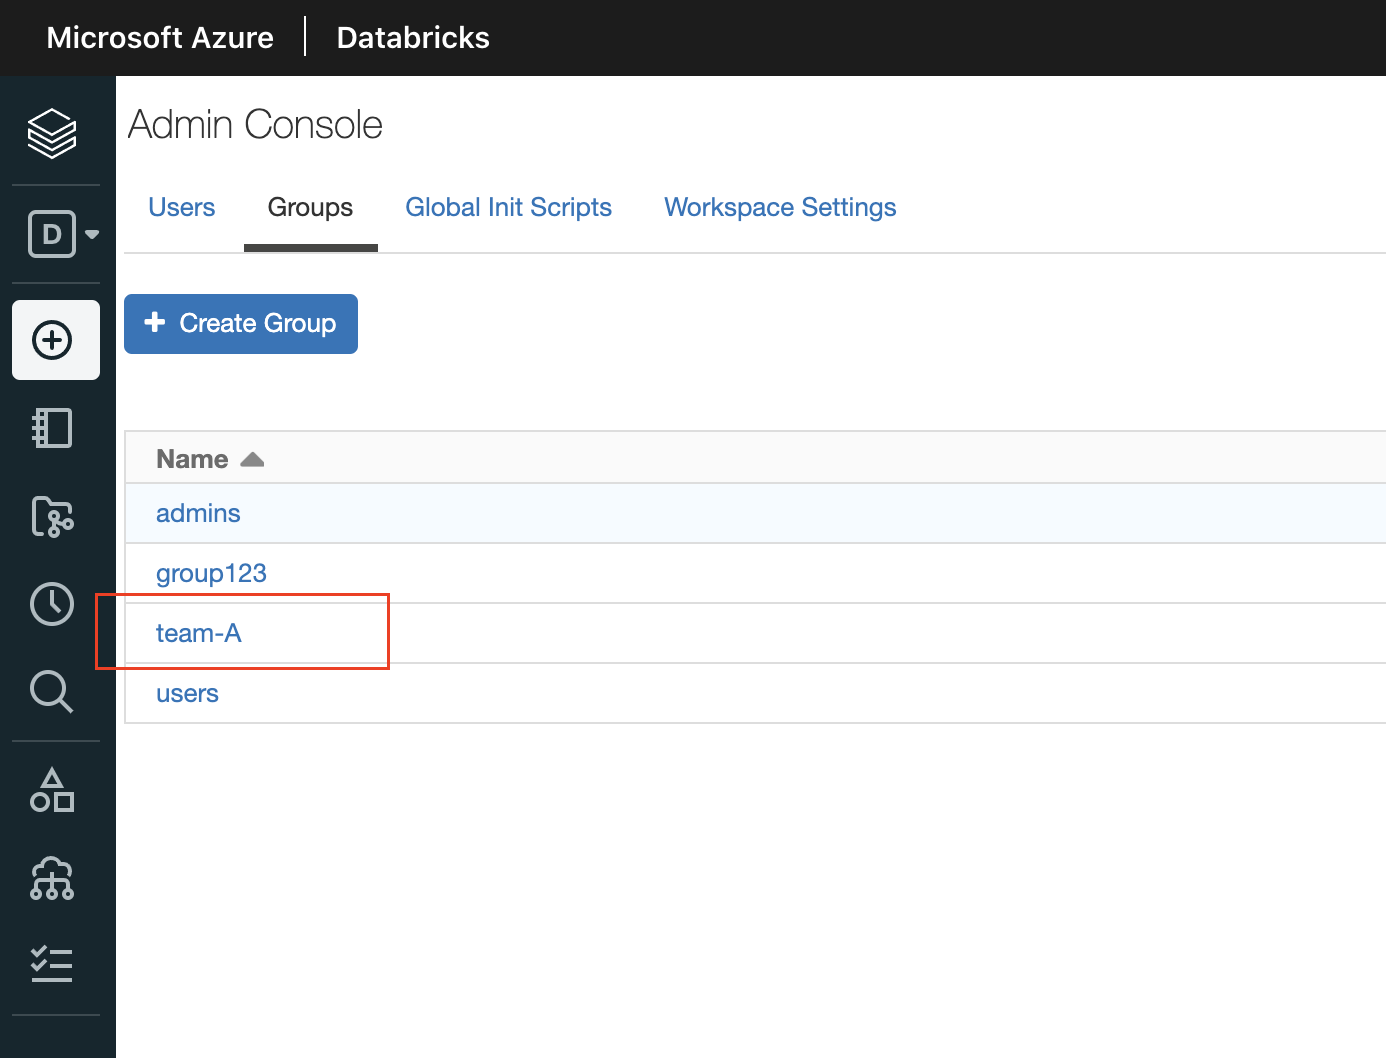 Microsoft Azure Databricks
Admin Console
D
Users Groups Global Init Scripts Workspace Settings
+ Create Group
Name
admins
group123
team-A
users